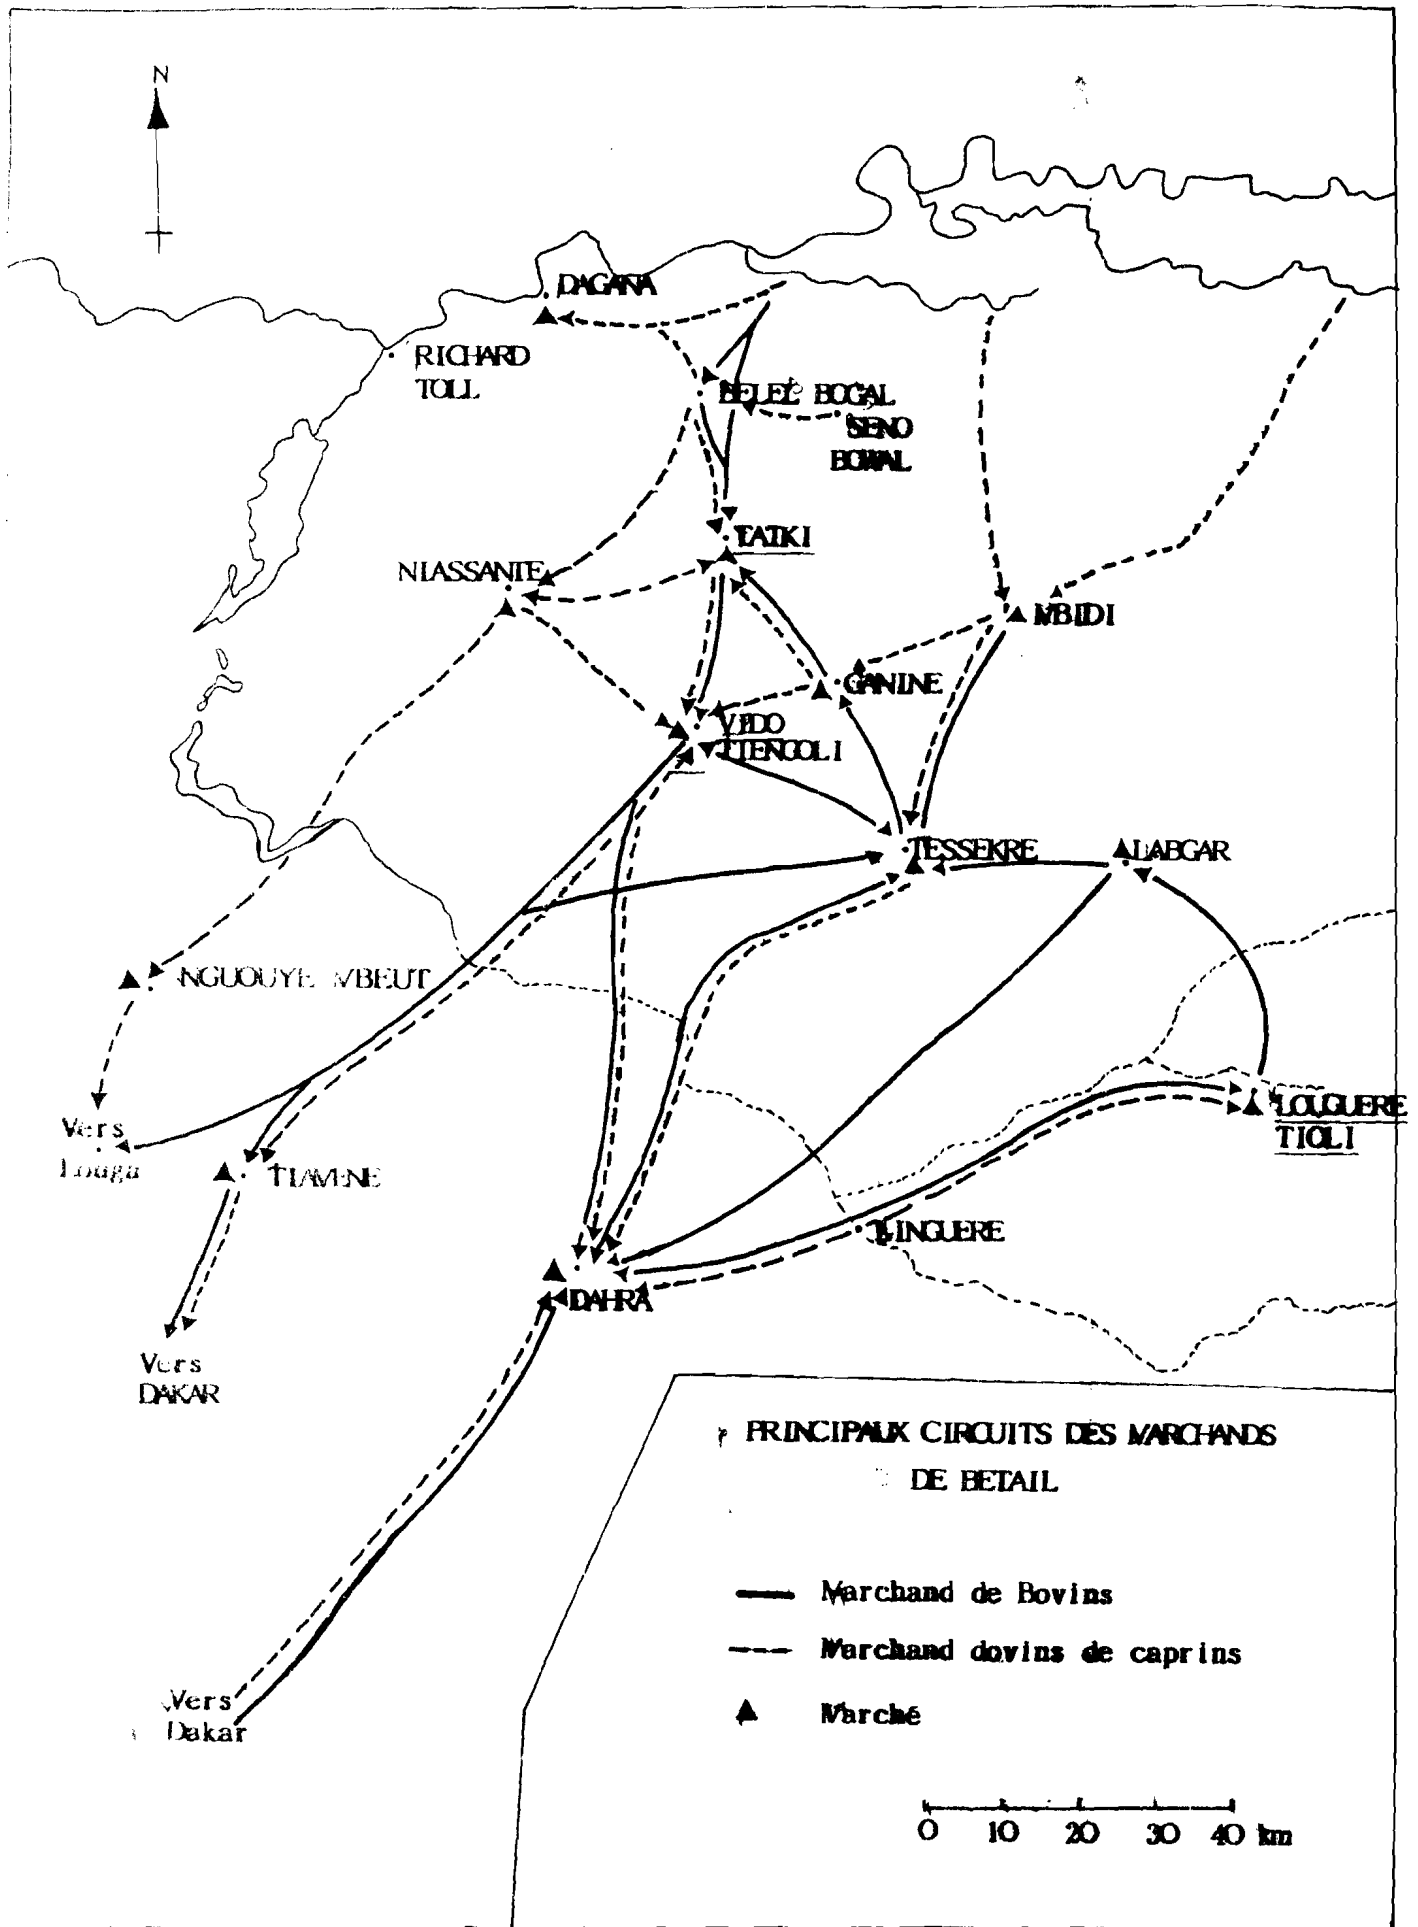 N
DAGANA
RICHARD
TOLL
BELEL BOGAL
SENO
BOWAL
TATKI
NIASSANTE
MBIDI
GANINE
VIDO
TIENGOLI
TESSEKRE
LABGAR
NGUOUYE MBEUT
Vers
Louga
TIAMENE
LOUGUERE
TIOLI
LINGUERE
DAHRA
Vers
DAKAR
PRINCIPAUX CIRCUITS DES MARCHANDS
DE BETAIL
Marchand de Bovins
Marchand dovins de caprins
Marché
Vers
Dakar
0 10 20 30 40 km